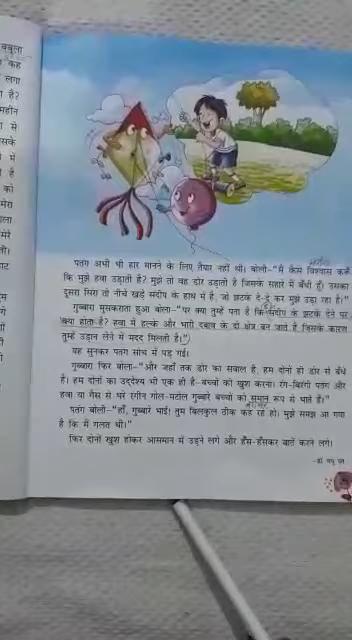 पतंग अभी भी हार मानने के लिए तैयार नहीं थी। बोली–"मैं कैसे विश्वास करूँ
कि मुझे हवा उड़ाती है? मुझे तो वह डोर उड़ाती है जिसके सहारे मैं बँधी हूँ। उसका
दूसरा सिरा तो नीचे खड़े संदीप के हाथ में है, जो झटके दे-दे कर मुझे उड़ा रहा है।"
गुब्बारा मुसकराता हुआ बोला–"पर क्या तुम्हें पता है कि संदीप के झटके देने पर
क्या होता है? हवा में हल्के और भारी दबाव के दो क्षेत्र बन जाते हैं जिसके कारण
तुम्हें उड़ान लेने में मदद मिलती है।"
यह सुनकर पतंग सोच में पड़ गई।
गुब्बारा फिर बोला–"और जहाँ तक डोर का सवाल है, हम दोनों ही डोर से बँधे
हैं। हम दोनों का उद्देश्य भी एक ही है–बच्चों को खुश करना। रंग-बिरंगी पतंग और
हवा या गैस से भरे रंगीन गोल-मटोल गुब्बारे बच्चों को समान रूप से भाते हैं।"
पतंग बोली–"हाँ, गुब्बारे भाई! तुम बिलकुल ठीक कह रहे हो। मुझे समझ आ गया
है कि मैं गलत थी।"
फिर दोनों खुश होकर आसमान में उड़ने लगे और हँस-हँसकर बातें करने लगे।
–डॉ. मधु पंत